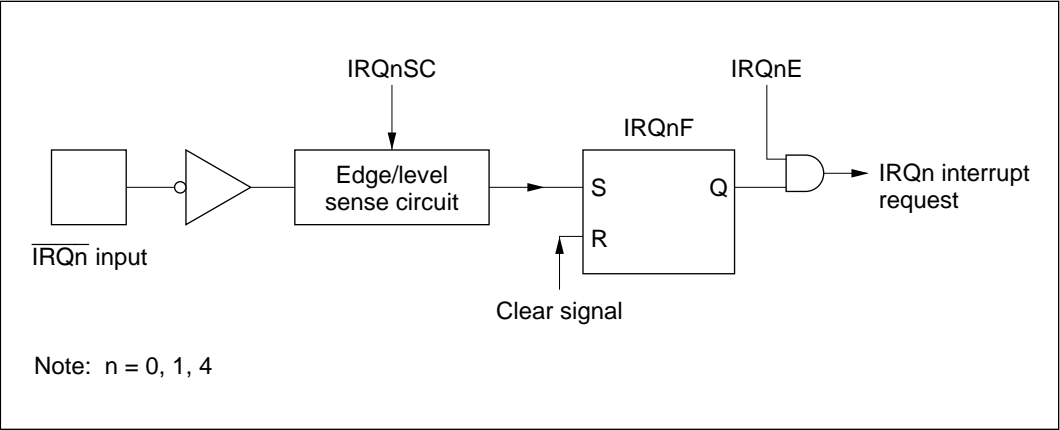 IRQnSC
IRQnE
IRQnF
Edge/level
sense circuit
S
Q
R
IRQn interrupt
request
IRQn input
Clear signal
Note: n = 0, 1, 4